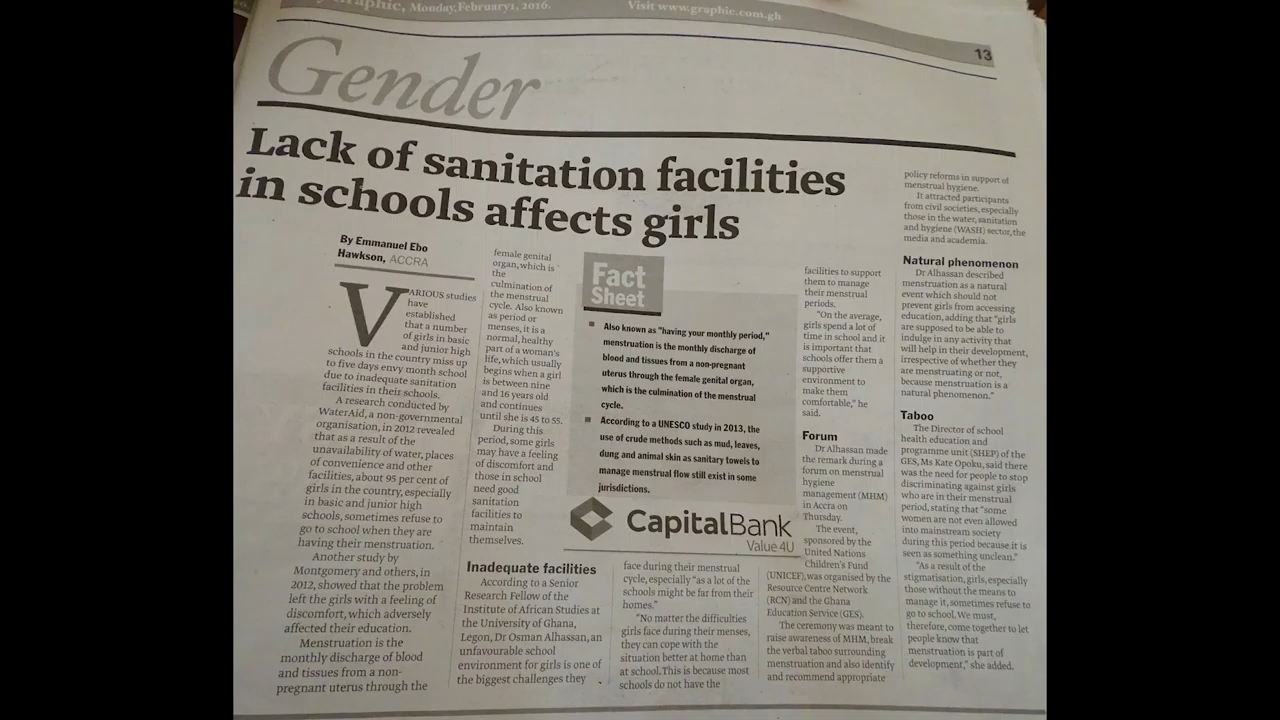 Graphic, Monday, February 1, 2016.
Visit www.graphic.com.gh
13
Gender
Lack of sanitation facilities
in schools affects girls
By Emmanuel Ebo
Hawkson, ACCRA
VARIOUS studies
have
established
that a number
of girls in basic
and junior high
schools in the country miss up
to five days envy month school
due to inadequate sanitation
facilities in their schools.
A research conducted by
WaterAid, a non-governmental
organisation, in 2012 revealed
that as a result of the
unavailability of water, places
of convenience and other
facilities, about 95 per cent of
girls in the country, especially
in basic and junior high
schools, sometimes refuse to
go to school when they are
having their menstruation.
Another study by
Montgomery and others, in
2012, showed that the problem
left the girls with a feeling of
discomfort, which adversely
affected their education.
Menstruation is the
monthly discharge of blood
and tissues from a non-
pregnant uterus through the
female genital
organ, which is
the
culmination of
the menstrual
cycle. Also known
as period or
menses, it is a
normal, healthy
part of a woman's
life, which usually
begins when a girl
is between nine
and 16 years old
and continues
until she is 45 to 55.
During this
period, some girls
may have a feeling
of discomfort and
those in school
need good
sanitation
facilities to
maintain
themselves.
Inadequate facilities
According to a Senior
Research Fellow of the
Institute of African Studies at
the University of Ghana,
Legon, Dr Osman Alhassan, an
unfavourable school
environment for girls is one of
the biggest challenges they
Fact
Sheet
Also known as "having your monthly period,"
menstruation is the monthly discharge of
blood and tissues from a non-pregnant
uterus through the female genital organ,
which is the culmination of the menstrual
cycle.
According to a UNESCO study in 2013, the
use of crude methods such as mud, leaves,
dung and animal skin as sanitary towels to
manage menstrual flow still exist in some
jurisdictions.
CapitalBank
Value 4U
face during their menstrual
cycle, especially "as a lot of the
schools might be far from their
homes."
"No matter the difficulties
girls face during their menses,
they can cope with the
situation better at home than
at school. This is because most
schools do not have the
facilities to support
them to manage
their menstrual
periods.
"On the average,
girls spend a lot of
time in school and it
is important that
schools offer them a
supportive
environment to
make them
comfortable," he
said.
Forum
Dr Alhassan made
the remark during a
forum on menstrual
hygiene
management (MHM)
in Accra on
Thursday.
The event,
sponsored by the
United Nations
Children's Fund
(UNICEF), was organised by the
Resource Centre Network
(RCN) and the Ghana
Education Service (GES).
The ceremony was meant to
raise awareness of MHM, break
the verbal taboo surrounding
menstruation and also identify
and recommend appropriate
policy reforms in support of
menstrual hygiene.
It attracted participants
from civil societies, especially
those in the water, sanitation
and hygiene (WASH) sector, the
media and academia.
Natural phenomenon
Dr Alhassan described
menstruation as a natural
event which should not
prevent girls from accessing
education, adding that "girls
are supposed to be able to
indulge in any activity that
will help in their development,
irrespective of whether they
are menstruating or not,
because menstruation is a
natural phenomenon."
Taboo
The Director of school
health education and
programme unit (SHEP) of the
GES, Ms Kate Opoku, said there
was the need for people to stop
discriminating against girls
who are in their menstrual
period, stating that "some
women are not even allowed
into mainstream society
during this period because it is
seen as something unclean."
"As a result of the
stigmatisation, girls, especially
those without the means to
manage it, sometimes refuse to
go to school. We must,
therefore, come together to let
people know that
menstruation is part of
development," she added.